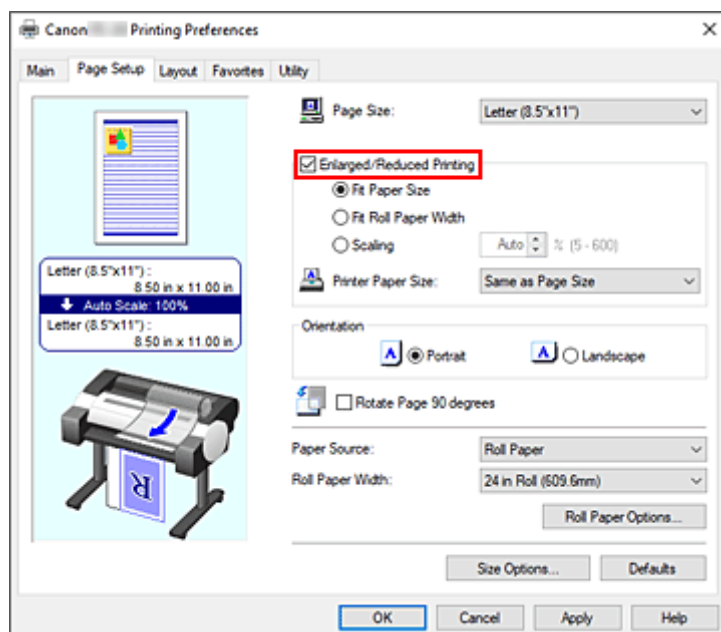 Canon Printing Preferences
Main Page Setup Layout Favorites Utility
Page Size: Letter (8.5"x11")
Enlarged/Reduced Printing
Fit Paper Size
Fit Roll Paper Width
Scaling Auto % (5 - 600)
Printer Paper Size: Same as Page Size
Letter (8.5"x11") :
8.50 in x 11.00 in
Auto Scale: 100%
Letter (8.5"x11") :
8.50 in x 11.00 in
Orientation
A Portrait A Landscape
Rotate Page 90 degrees
R
Paper Source: Roll Paper
Roll Paper Width: 24 in Roll (609.6mm)
Roll Paper Options...
Size Options... Defaults
OK Cancel Apply Help